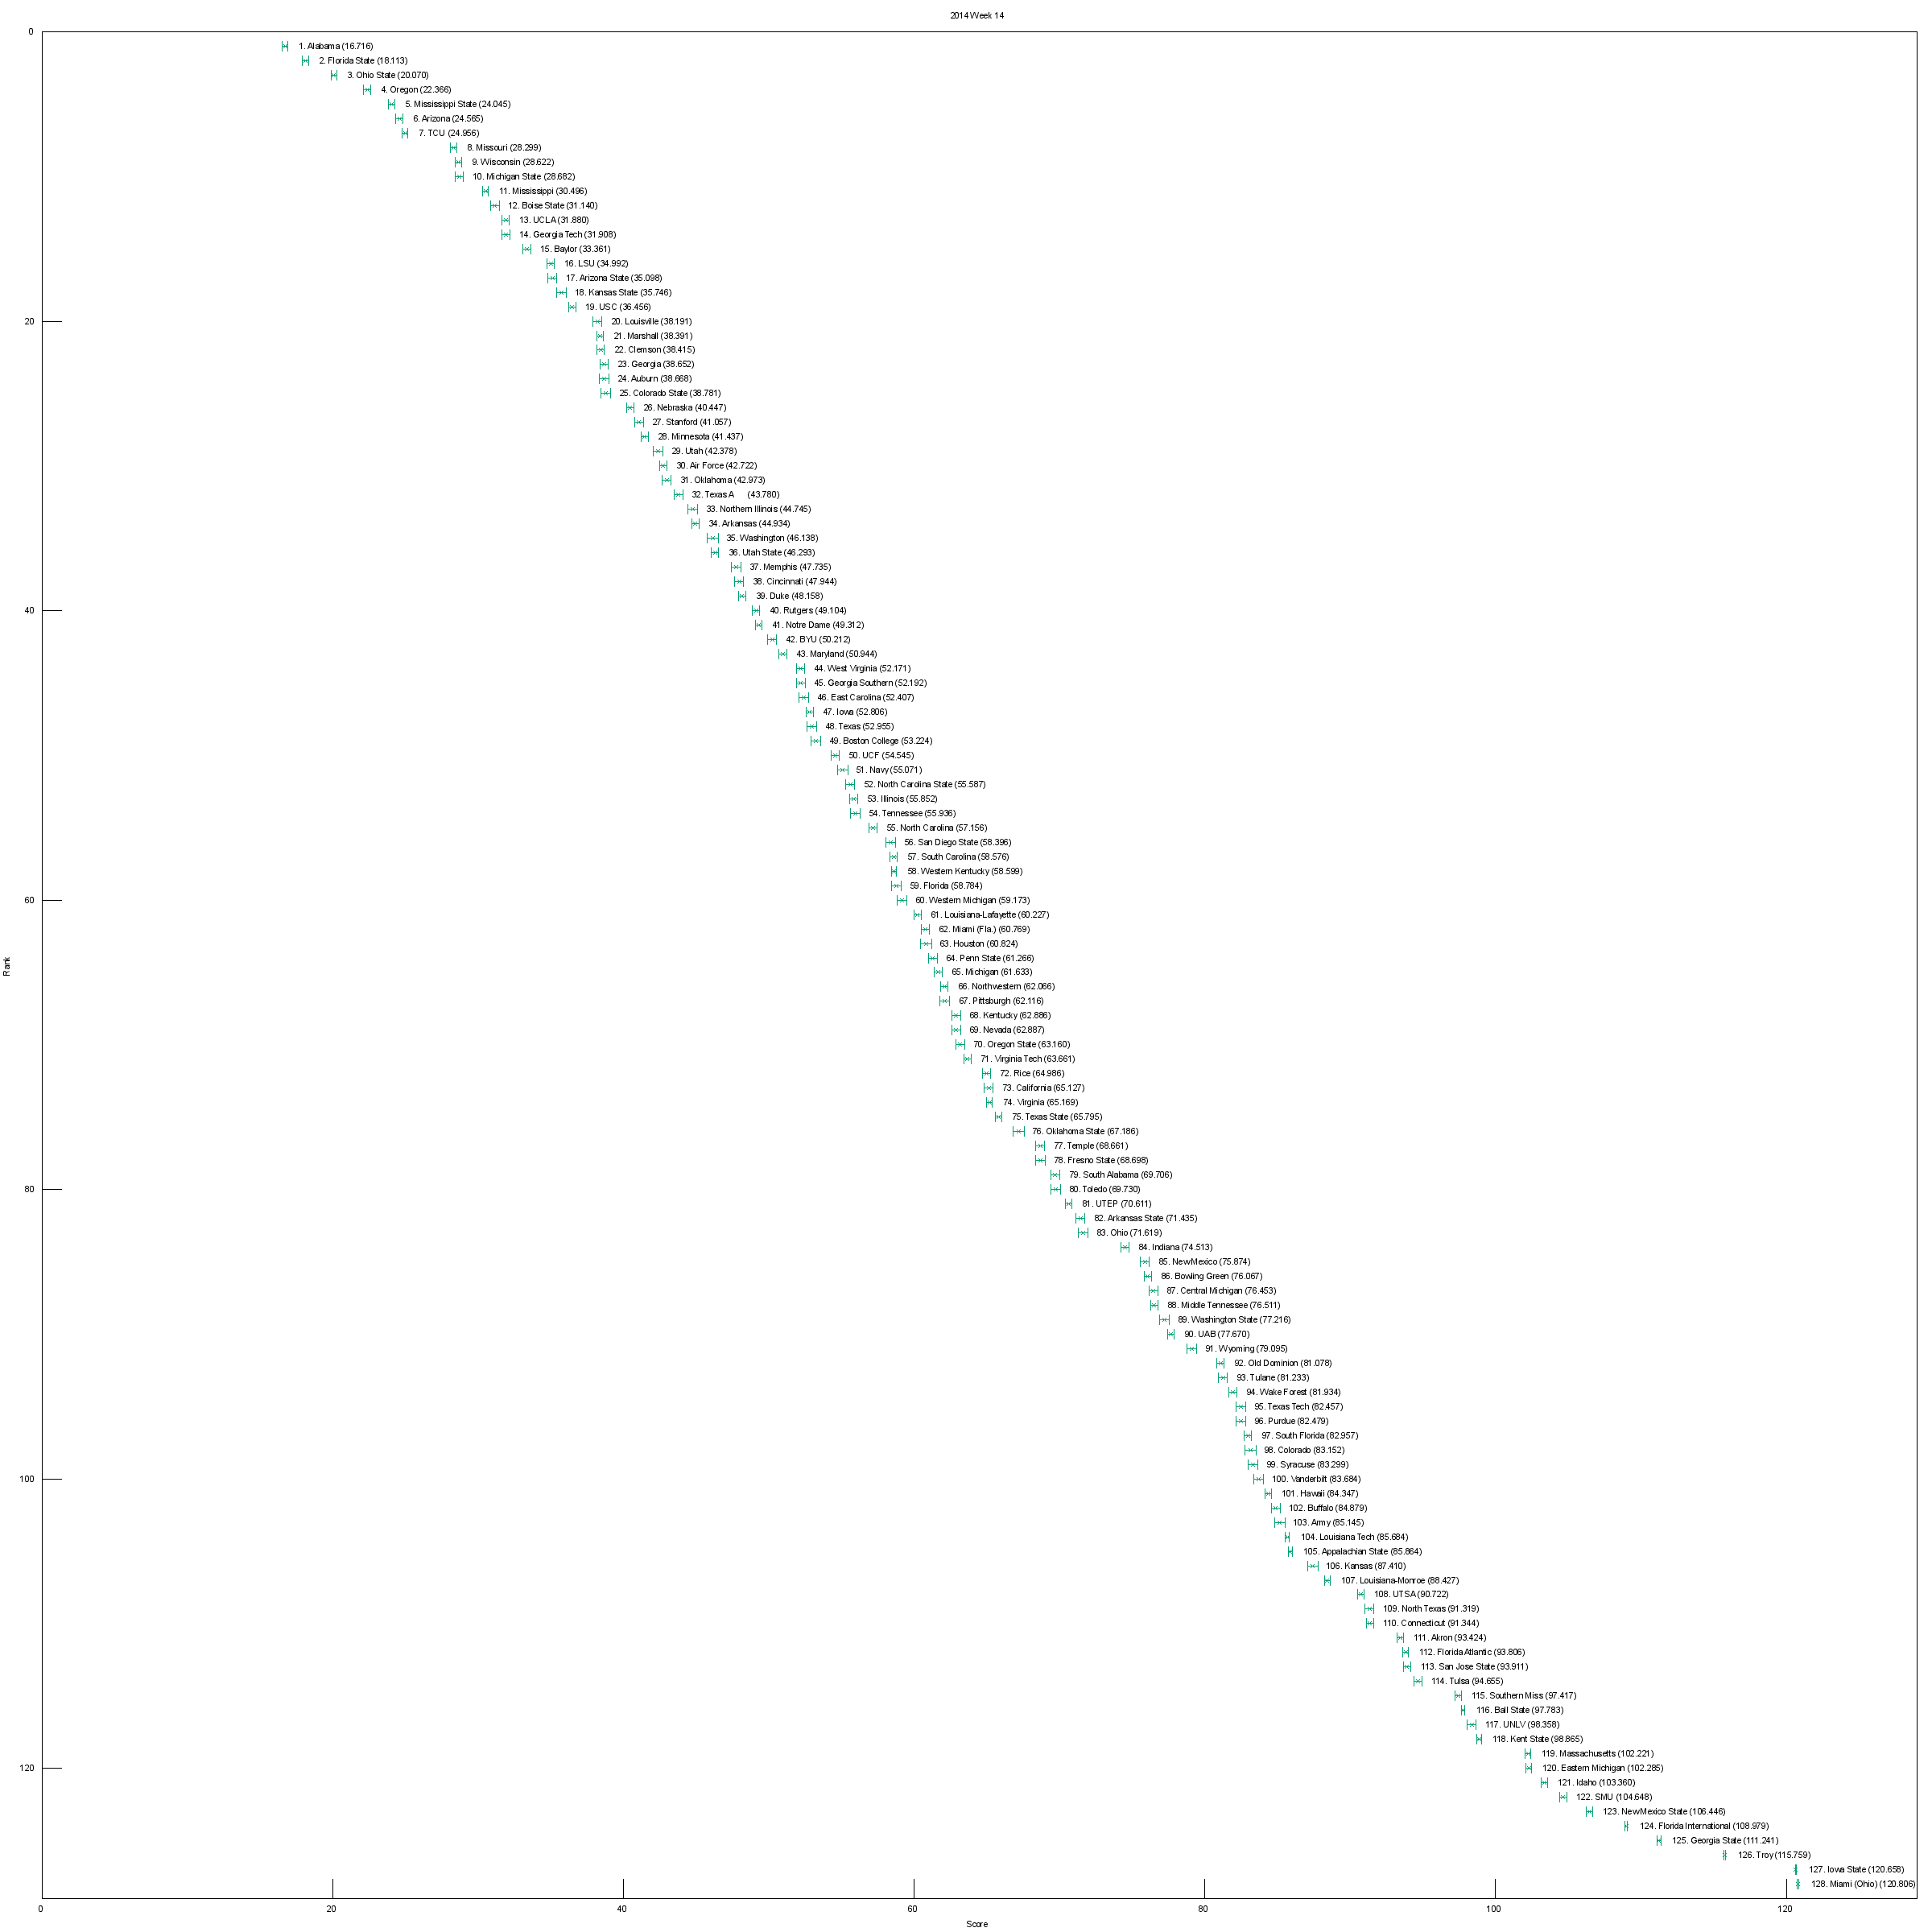 2014 Week 14
0
1. Alabama (16.716)
2. Florida State (18.113)
3. Ohio State (20.070)
4. Oregon (22.366)
5. Mississippi State (24.045)
6. Arizona (24.565)
7. TCU (24.956)
8. Missouri (28.299)
9. Wisconsin (28.622)
10. Michigan State (28.682)
11. Mississippi (30.496)
12. Boise State (31.140)
13. UCLA (31.880)
14. Georgia Tech (31.908)
15. Baylor (33.361)
16. LSU (34.992)
17. Arizona State (35.098)
18. Kansas State (35.746)
19. USC (36.456)
20 20. Louisville (38.191)
21. Marshall (38.391)
22. Clemson (38.415)
23. Georgia (38.652)
24. Auburn (38.668)
25. Colorado State (38.781)
26. Nebraska (40.447)
27. Stanford (41.057)
28. Minnesota (41.437)
29. Utah (42.378)
30. Air Force (42.722)
31. Oklahoma (42.973)
32. Texas A (43.780)
33. Northern Illinois (44.745)
34. Arkansas (44.934)
35. Washington (46.138)
36. Utah State (46.293)
37. Memphis (47.735)
38. Cincinnati (47.944)
39. Duke (48.158)
40 40. Rutgers (49.104)
41. Notre Dame (49.312)
42. BYU (50.212)
43. Maryland (50.944)
44. West Virginia (52.171)
45. Georgia Southern (52.192)
46. East Carolina (52.407)
47. Iowa (52.806)
48. Texas (52.955)
49. Boston College (53.224)
50. UCF (54.545)
51. Navy (55.071)
52. North Carolina State (55.587)
53. Illinois (55.852)
54. Tennessee (55.936)
55. North Carolina (57.156)
56. San Diego State (58.396)
57. South Carolina (58.576)
58. Western Kentucky (58.599)
59. Florida (58.784)
60 60. Western Michigan (59.173)
61. Louisiana-Lafayette (60.227)
62. Miami (Fla.) (60.769)
63. Houston (60.824)
64. Penn State (61.266)
Rank
65. Michigan (61.633)
66. Northwestern (62.066)
67. Pittsburgh (62.116)
68. Kentucky (62.886)
69. Nevada (62.887)
70. Oregon State (63.160)
71. Virginia Tech (63.661)
72. Rice (64.986)
73. California (65.127)
74. Virginia (65.169)
75. Texas State (65.795)
76. Oklahoma State (67.186)
77. Temple (68.661)
78. Fresno State (68.698)
79. South Alabama (69.706)
80 80. Toledo (69.730)
81. UTEP (70.611)
82. Arkansas State (71.435)
83. Ohio (71.619)
84. Indiana (74.513)
85. New Mexico (75.874)
86. Bowling Green (76.067)
87. Central Michigan (76.453)
88. Middle Tennessee (76.511)
89. Washington State (77.216)
90. UAB (77.670)
91. Wyoming (79.095)
92. Old Dominion (81.078)
93. Tulane (81.233)
94. Wake Forest (81.934)
95. Texas Tech (82.457)
96. Purdue (82.479)
97. South Florida (82.957)
98. Colorado (83.152)
99. Syracuse (83.299)
100 100. Vanderbilt (83.684)
101. Hawaii (84.347)
102. Buffalo (84.879)
103. Army (85.145)
104. Louisiana Tech (85.684)
105. Appalachian State (85.864)
106. Kansas (87.410)
107. Louisiana-Monroe (88.427)
108. UTSA (90.722)
109. North Texas (91.319)
110. Connecticut (91.344)
111. Akron (93.424)
112. Florida Atlantic (93.806)
113. San Jose State (93.911)
114. Tulsa (94.655)
115. Southern Miss (97.417)
116. Ball State (97.783)
117. UNLV (98.358)
118. Kent State (98.865)
119. Massachusetts (102.221)
120 120. Eastern Michigan (102.285)
121. Idaho (103.360)
122. SMU (104.648)
123. New Mexico State (106.446)
124. Florida International (108.979)
125. Georgia State (111.241)
126. Troy (115.759)
127. Iowa State (120.658)
128. Miami (Ohio) (120.806)
0 20 40 60 80 100 120
Score